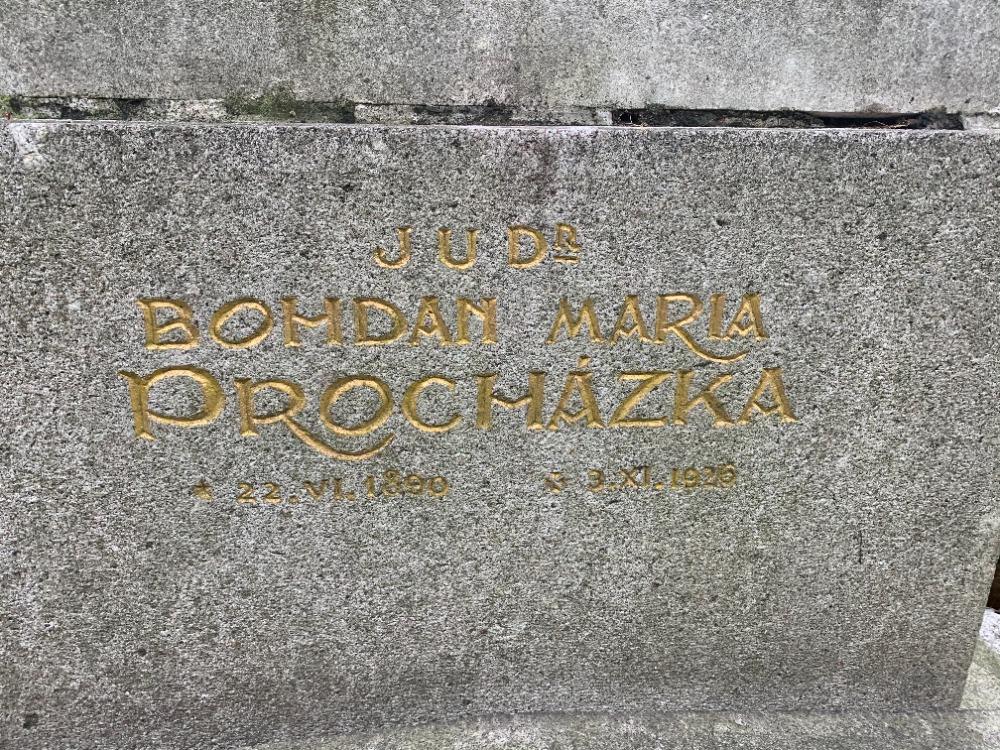 JUDR
BOHDAN MARIA
PROCHÁZKA
* 22.VI.1890 3.XI.1926